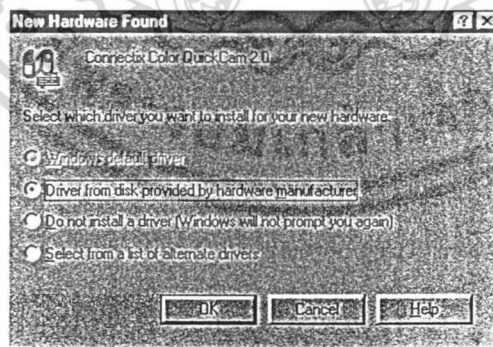 New Hardware Found
Connectix Color QuickCam 2.0
Select which driver you want to install for your new hardware:
Windows default driver
Driver from disk provided by hardware manufacturer
Do not install a driver (Windows will not prompt you again)
Select from a list of alternate drivers
OK Cancel Help